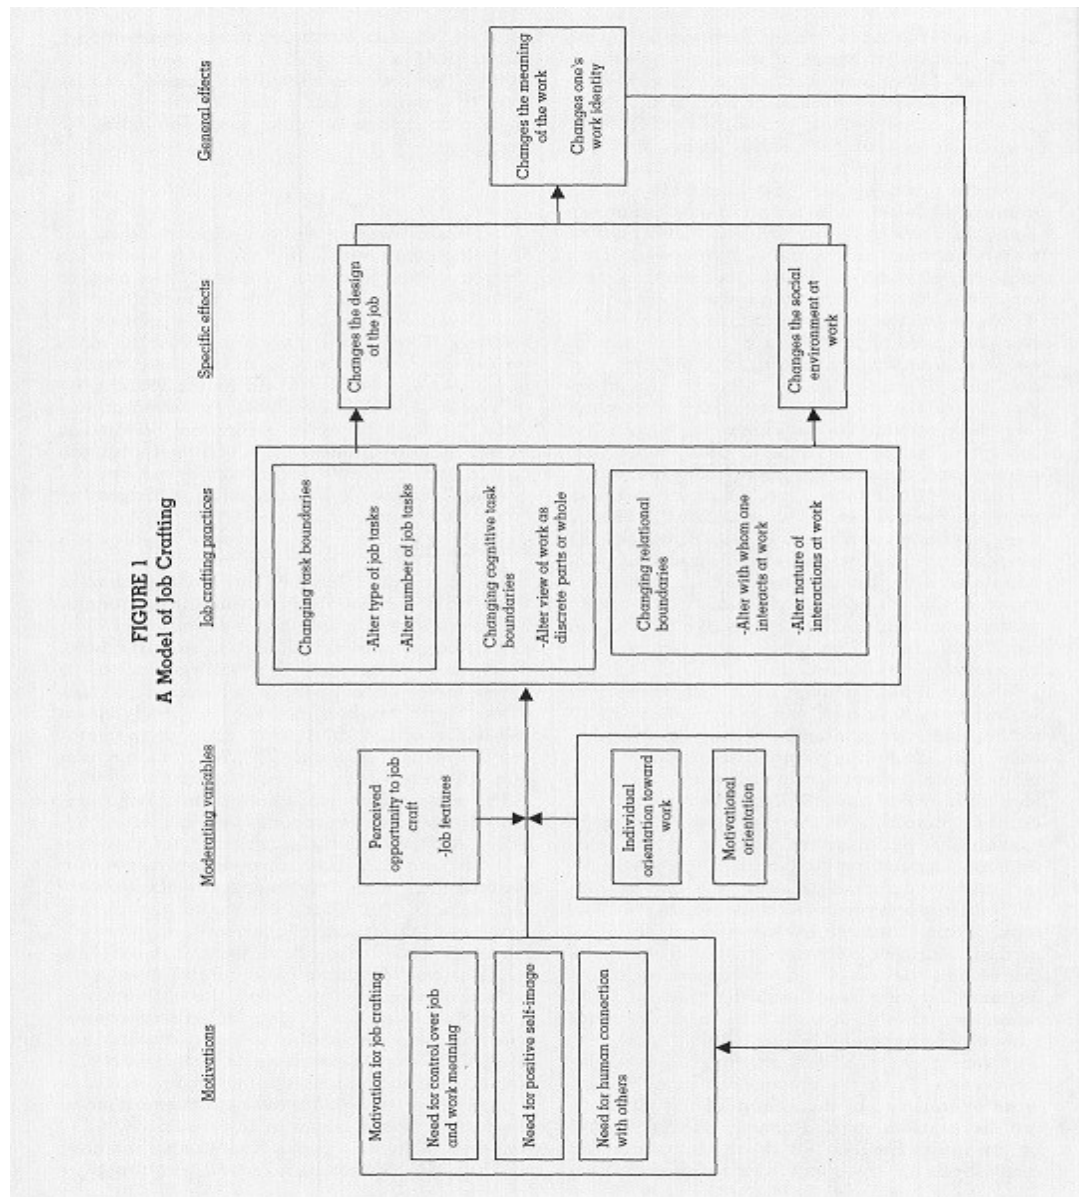 FIGURE 1
A Model of Job Crafting
Motivations
Moderating variables
Job crafting practices
Specific effects
General effects
Motivation for job crafting
Need for control over job
and work meaning
Need for positive self-image
Need for human connection
with others
Perceived
opportunity to job
craft
-Job features
Individual
orientation toward
work
Motivational
orientation
Changing task boundaries
-Alter type of job tasks
-Alter number of job tasks
Changing cognitive task
boundaries
-Alter view of work as
discrete parts or whole
Changing relational
boundaries
-Alter with whom one
interacts at work
-Alter nature of
interactions at work
Changes the design
of the job
Changes the social
environment at
work
Changes the meaning
of the work
Changes one's
work identity